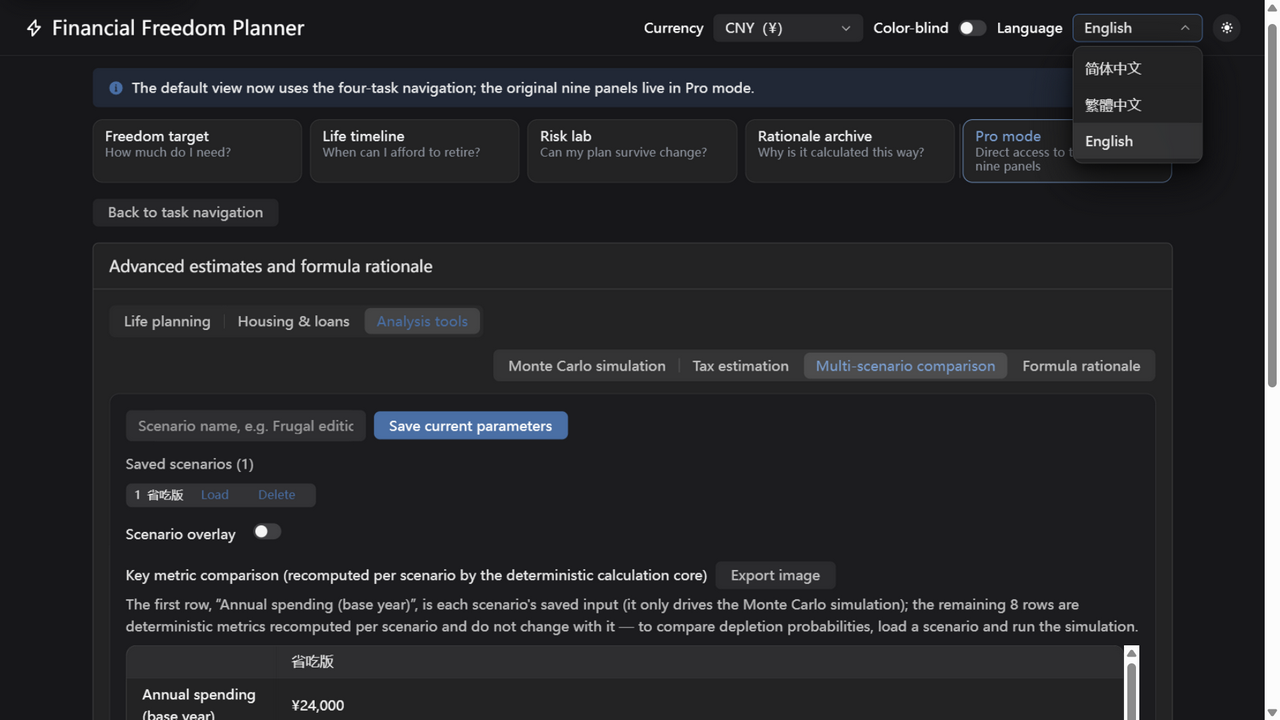 Financial Freedom Planner
Currency
CNY (¥)
Color-blind
Language
English
简体中文
繁體中文
English
The default view now uses the four-task navigation; the original nine panels live in Pro mode.
Freedom target
How much do I need?
Life timeline
When can I afford to retire?
Risk lab
Can my plan survive change?
Rationale archive
Why is it calculated this way?
Pro mode
Direct access to
nine panels
Back to task navigation
Advanced estimates and formula rationale
Life planning
Housing & loans
Analysis tools
Monte Carlo simulation
Tax estimation
Multi-scenario comparison
Formula rationale
Scenario name, e.g. Frugal
Save current parameters
Saved scenarios (1)
1 省吃版 Load Delete
Scenario overlay
Key metric comparison (recomputed per scenario by the deterministic calculation core)
Export image
The first row, “Annual spending (base year)”, is each scenario's saved input (it only drives the Monte Carlo simulation); the remaining 8 rows are
deterministic metrics recomputed per scenario and do not change with it — to compare depletion probabilities, load a scenario and run the simulation.
省吃版
Annual spending
(base year)
¥24,000